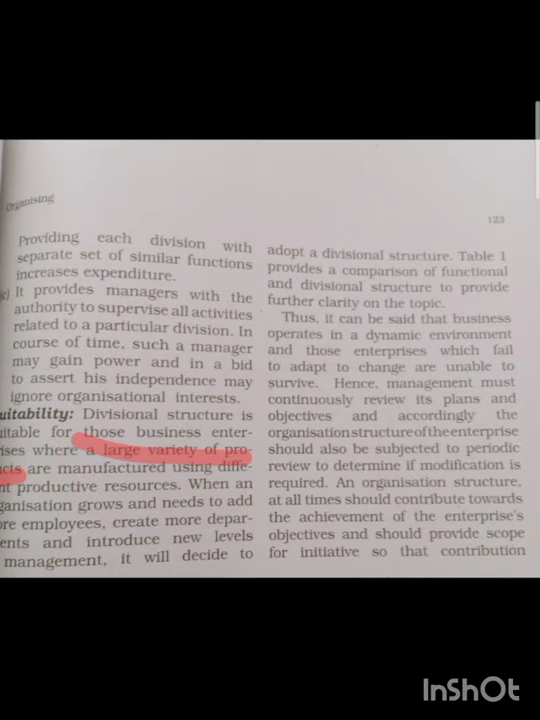 Organising
123
Providing each division with
separate set of similar functions
increases expenditure.
(c) It provides managers with the
authority to supervise all activities
related to a particular division. In
course of time, such a manager
may gain power and in a bid
to assert his independence may
ignore organisational interests.
uitability: Divisional structure is
uitable for those business enter-
ises where a large variety of pro-
ucts are manufactured using diffe-
nt productive resources. When an
ganisation grows and needs to add
ore employees, create more depar-
ents and introduce new levels
management, it will decide to
adopt a divisional structure. Table 1
provides a comparison of functional
and divisional structure to provide
further clarity on the topic.
Thus, it can be said that business
operates in a dynamic environment
and those enterprises which fail
to adapt to change are unable to
survive. Hence, management must
continuously review its plans and
objectives and accordingly the
organisation structure of the enterprise
should also be subjected to periodic
review to determine if modification is
required. An organisation structure,
at all times should contribute towards
the achievement of the enterprise's
objectives and should provide scope
for initiative so that contribution
InShOt